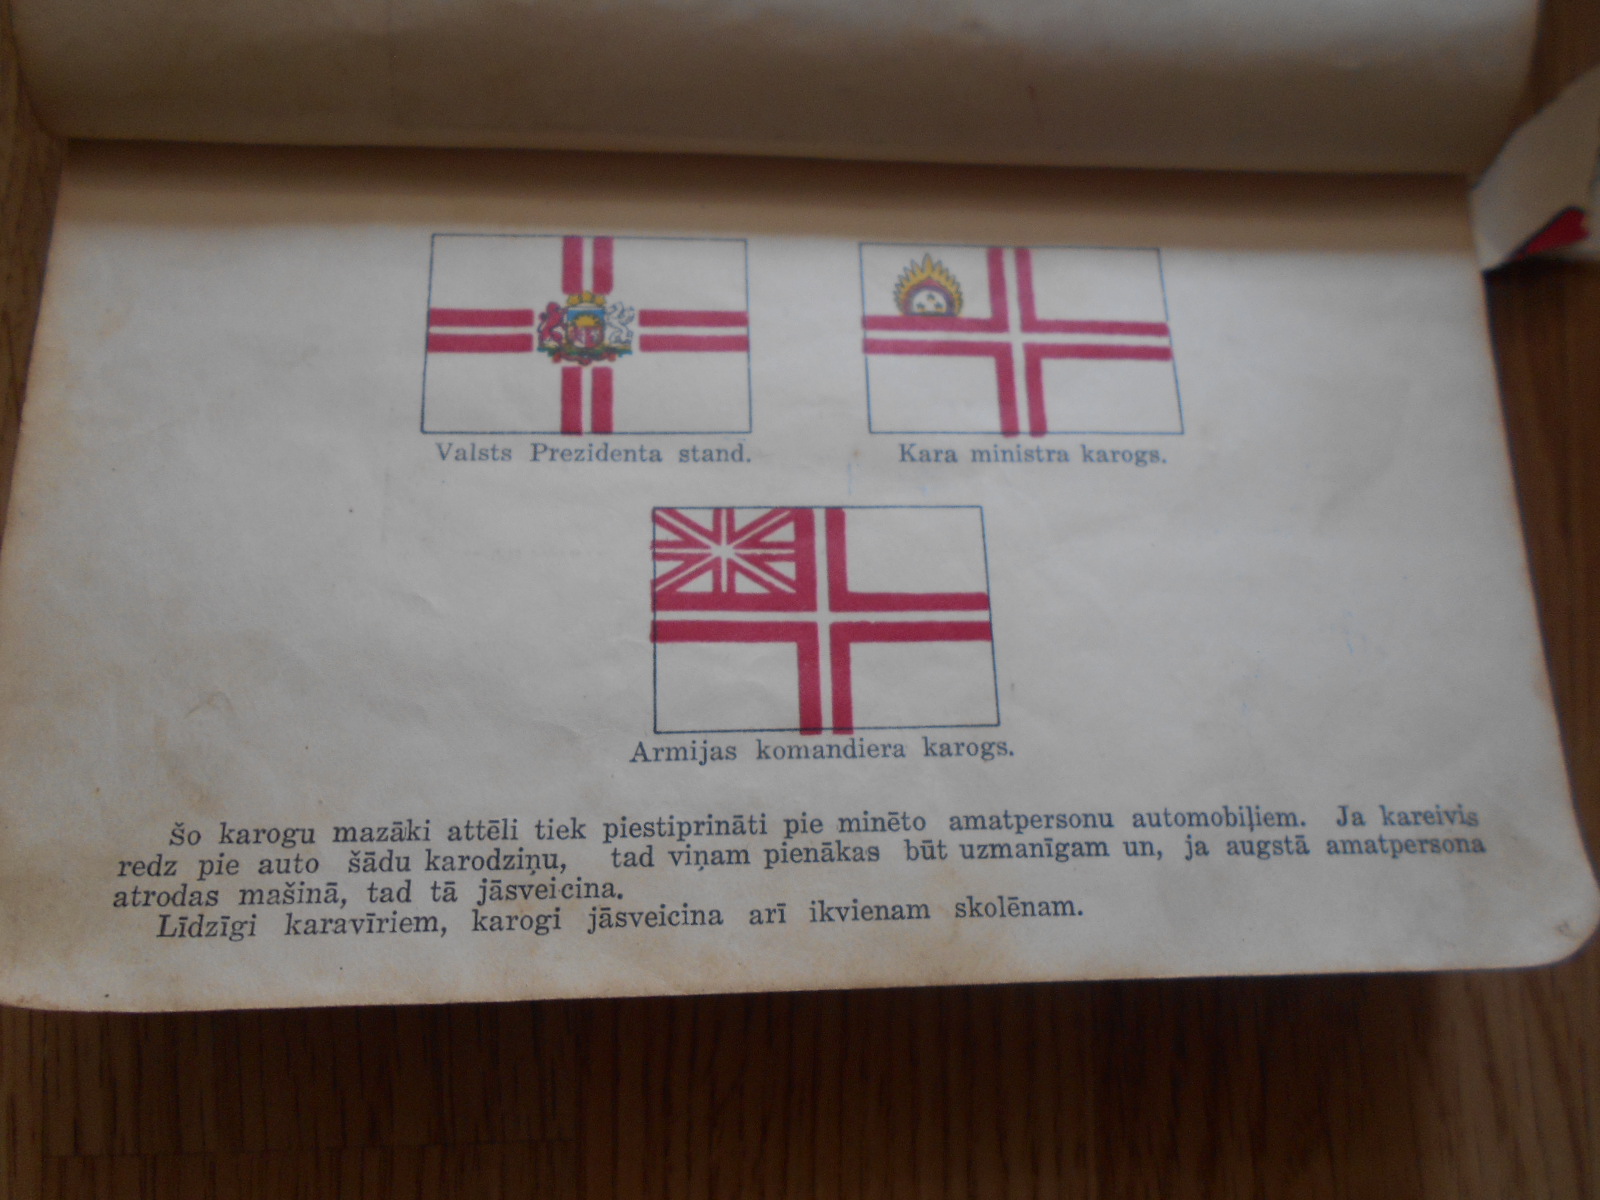 Valsts Prezidenta stand.
Kara ministra karogs.
Armijas komandiera karogs.
Šo karogu mazāki attēli tiek piestiprināti pie minēto amatpersonu automobiļiem. Ja kareivis
redz pie auto šādu karodziņu, tad viņam pienākas būt uzmanīgam un, ja augstā amatpersona
atrodas mašinā, tad tā jāsveicina.
Līdzīgi karavīriem, karogi jāsveicina arī ikvienam skolēnam.